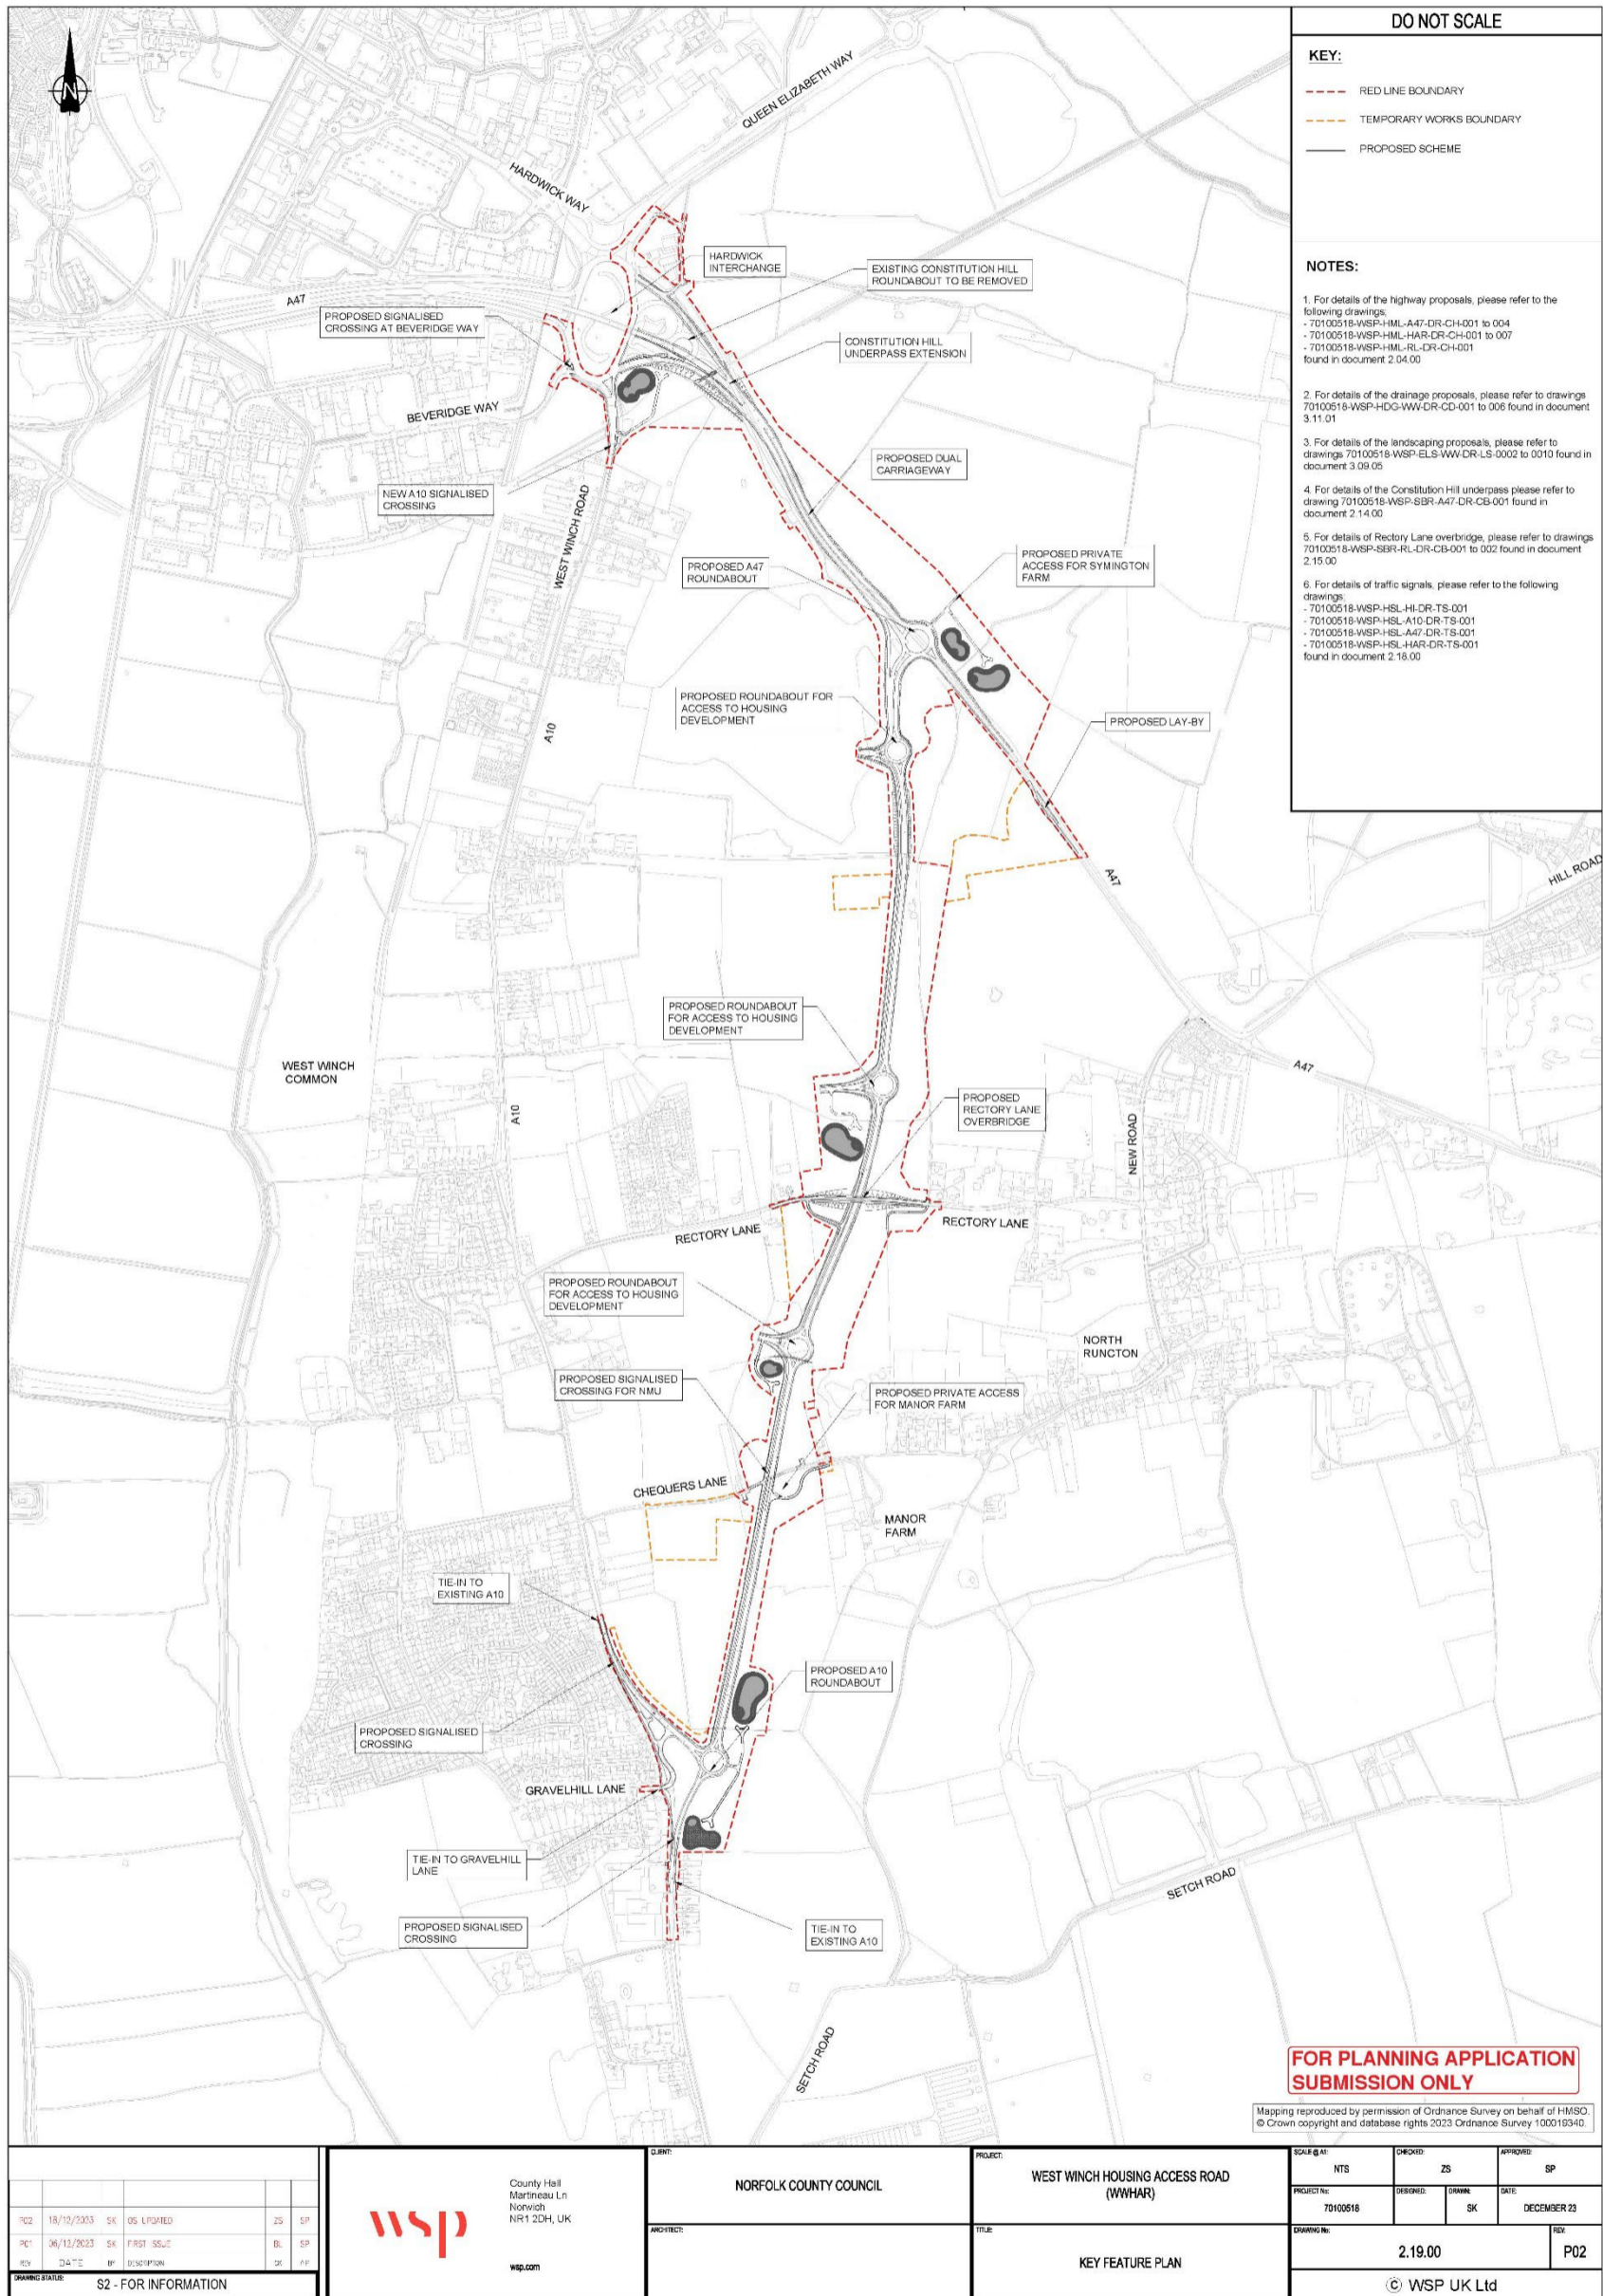 DO NOT SCALE
KEY:
RED LINE BOUNDARY
TEMPORARY WORKS BOUNDARY
PROPOSED SCHEME
NOTES:
1. For details of the highway proposals, please refer to the
following drawings;
- 70100518-WSP-HML-A47-DR-CH-001 to 004
- 70100518-WSP-HML-HAR-DR-CH-001 to 007
- 70100518-WSP-HML-RL-DR-CH-001
found in document 2.04.00
2. For details of the drainage proposals, please refer to drawings
70100518-WSP-HDG-WW-DR-CD-001 to 006 found in document
3.11.01
3. For details of the landscaping proposals, please refer to
drawings 70100518-WSP-ELS-WW-DR-LS-0002 to 0010 found in
document 3.09.05
4. For details of the Constitution Hill underpass please refer to
drawing 70100518-WSP-SBR-A47-DR-CB-001 found in
document 2.14.00
5. For details of Rectory Lane overbridge, please refer to drawings
70100518-WSP-SBR-RL-DR-CB-001 to 002 found in document
2.15.00
6. For details of traffic signals, please refer to the following
drawings;
- 70100518-WSP-HSL-HI-DR-TS-001
- 70100518-WSP-HSL-A10-DR-TS-001
- 70100518-WSP-HSL-A47-DR-TS-001
- 70100518-WSP-HSL-HAR-DR-TS-001
found in document 2.18.00
N
QUEEN ELIZABETH WAY
HARDWICK WAY
HARDWICK
INTERCHANGE
EXISTING CONSTITUTION HILL
ROUNDABOUT TO BE REMOVED
A47
PROPOSED SIGNALISED
CROSSING AT BEVERIDGE WAY
CONSTITUTION HILL
UNDERPASS EXTENSION
BEVERIDGE WAY
PROPOSED DUAL
CARRIAGEWAY
NEW A10 SIGNALISED
CROSSING
WEST WINCH ROAD
PROPOSED A47
ROUNDABOUT
PROPOSED PRIVATE
ACCESS FOR SYMINGTON
FARM
PROPOSED ROUNDABOUT FOR
ACCESS TO HOUSING
DEVELOPMENT
A10
PROPOSED LAY-BY
A47
HILL ROAD
PROPOSED ROUNDABOUT
FOR ACCESS TO HOUSING
DEVELOPMENT
WEST WINCH
COMMON
A10
A47
PROPOSED
RECTORY LANE
OVERBRIDGE
NEW ROAD
RECTORY LANE
RECTORY LANE
PROPOSED ROUNDABOUT
FOR ACCESS TO HOUSING
DEVELOPMENT
NORTH
RUNCTON
PROPOSED SIGNALISED
CROSSING FOR NMU
PROPOSED PRIVATE ACCESS
FOR MANOR FARM
CHEQUERS LANE
MANOR
FARM
TIE-IN TO
EXISTING A10
PROPOSED A10
ROUNDABOUT
PROPOSED SIGNALISED
CROSSING
GRAVELHILL LANE
TIE-IN TO GRAVELHILL
LANE
SETCH ROAD
PROPOSED SIGNALISED
CROSSING
TIE-IN TO
EXISTING A10
SETCH ROAD
FOR PLANNING APPLICATION
SUBMISSION ONLY
Mapping reproduced by permission of Ordnance Survey on behalf of HMSO.
© Crown copyright and database rights 2023 Ordnance Survey 100019340.
P02 18/12/2023 SK OS UPDATED ZS SP
P01 06/12/2023 SK FIRST ISSUE BL SP
REV DATE BY DESCRIPTION CK AP
DRAWING STATUS:
S2 - FOR INFORMATION
wsp
County Hall
Martineau Ln
Norwich
NR1 2DH, UK
wsp.com
CLIENT:
NORFOLK COUNTY COUNCIL
ARCHITECT:
PROJECT:
WEST WINCH HOUSING ACCESS ROAD
(WWHAR)
TITLE:
KEY FEATURE PLAN
SCALE @ A1: NTS
CHECKED: ZS
APPROVED: SP
PROJECT No: 70100518
DESIGNED:
DRAWN: SK
DATE: DECEMBER 23
DRAWING No: 2.19.00
REV: P02
© WSP UK Ltd